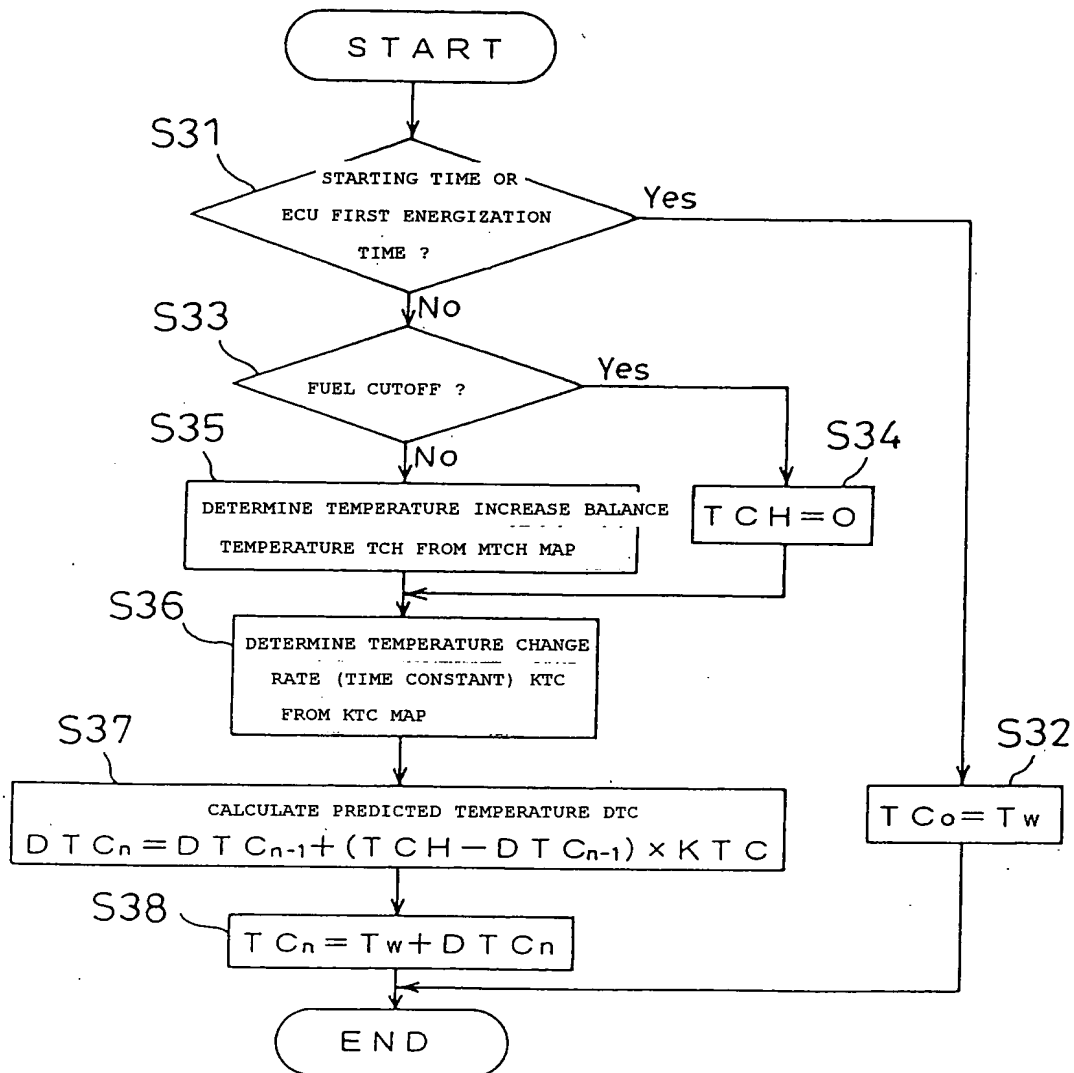 START
S31
STARTING TIME OR
ECU FIRST ENERGIZATION
TIME ?
Yes
No
S33
FUEL CUTOFF ?
Yes
No
S35
DETERMINE TEMPERATURE INCREASE BALANCE
TEMPERATURE TCH FROM MTCH MAP
S34
TCH=0
S36
DETERMINE TEMPERATURE CHANGE
RATE (TIME CONSTANT) KTC
FROM KTC MAP
S37
CALCULATE PREDICTED TEMPERATURE DTC
DTCn=DTCn-1+(TCH-DTCn-1)×KTC
S32
TCo=Tw
S38
TCn=Tw+DTCn
END